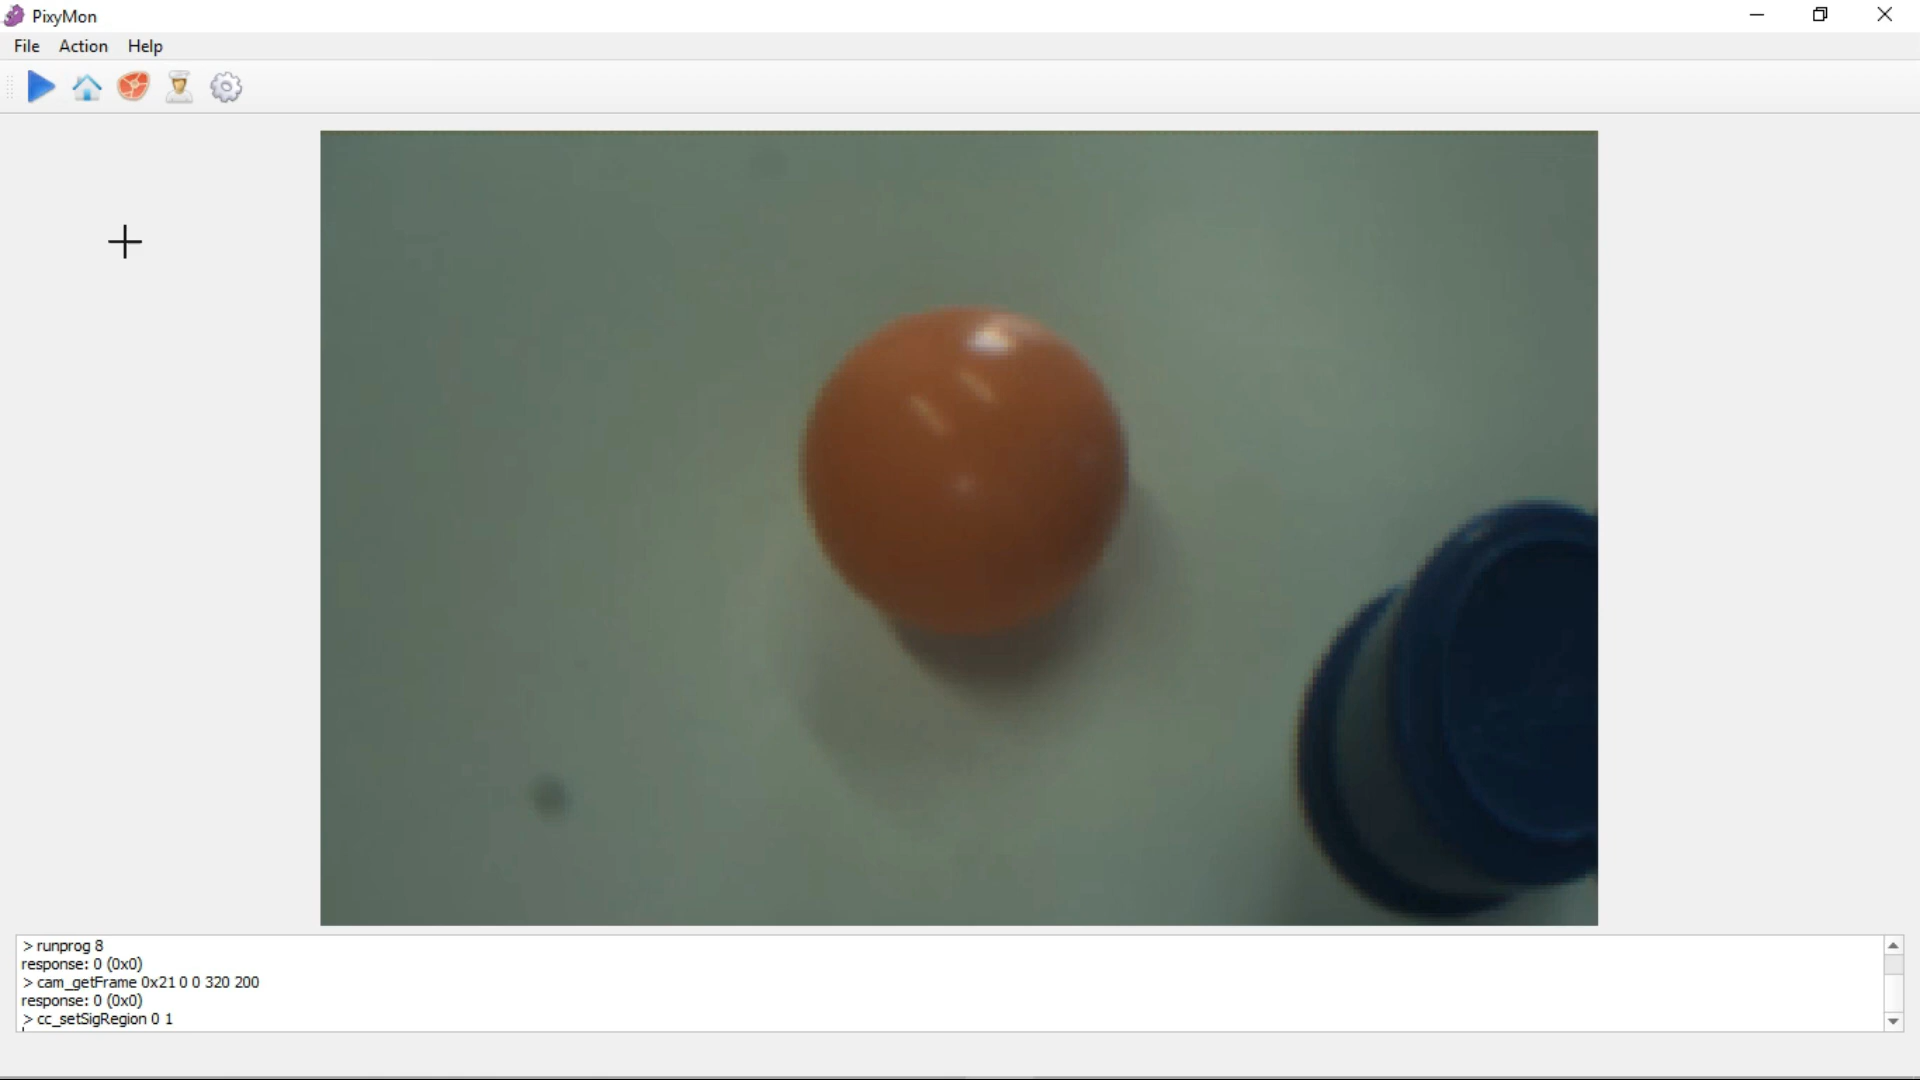 PixyMon
File Action Help
> runprog 8
response: 0 (0x0)
> cam_getFrame 0x21 0 0 320 200
response: 0 (0x0)
> cc_setSigRegion 0 1